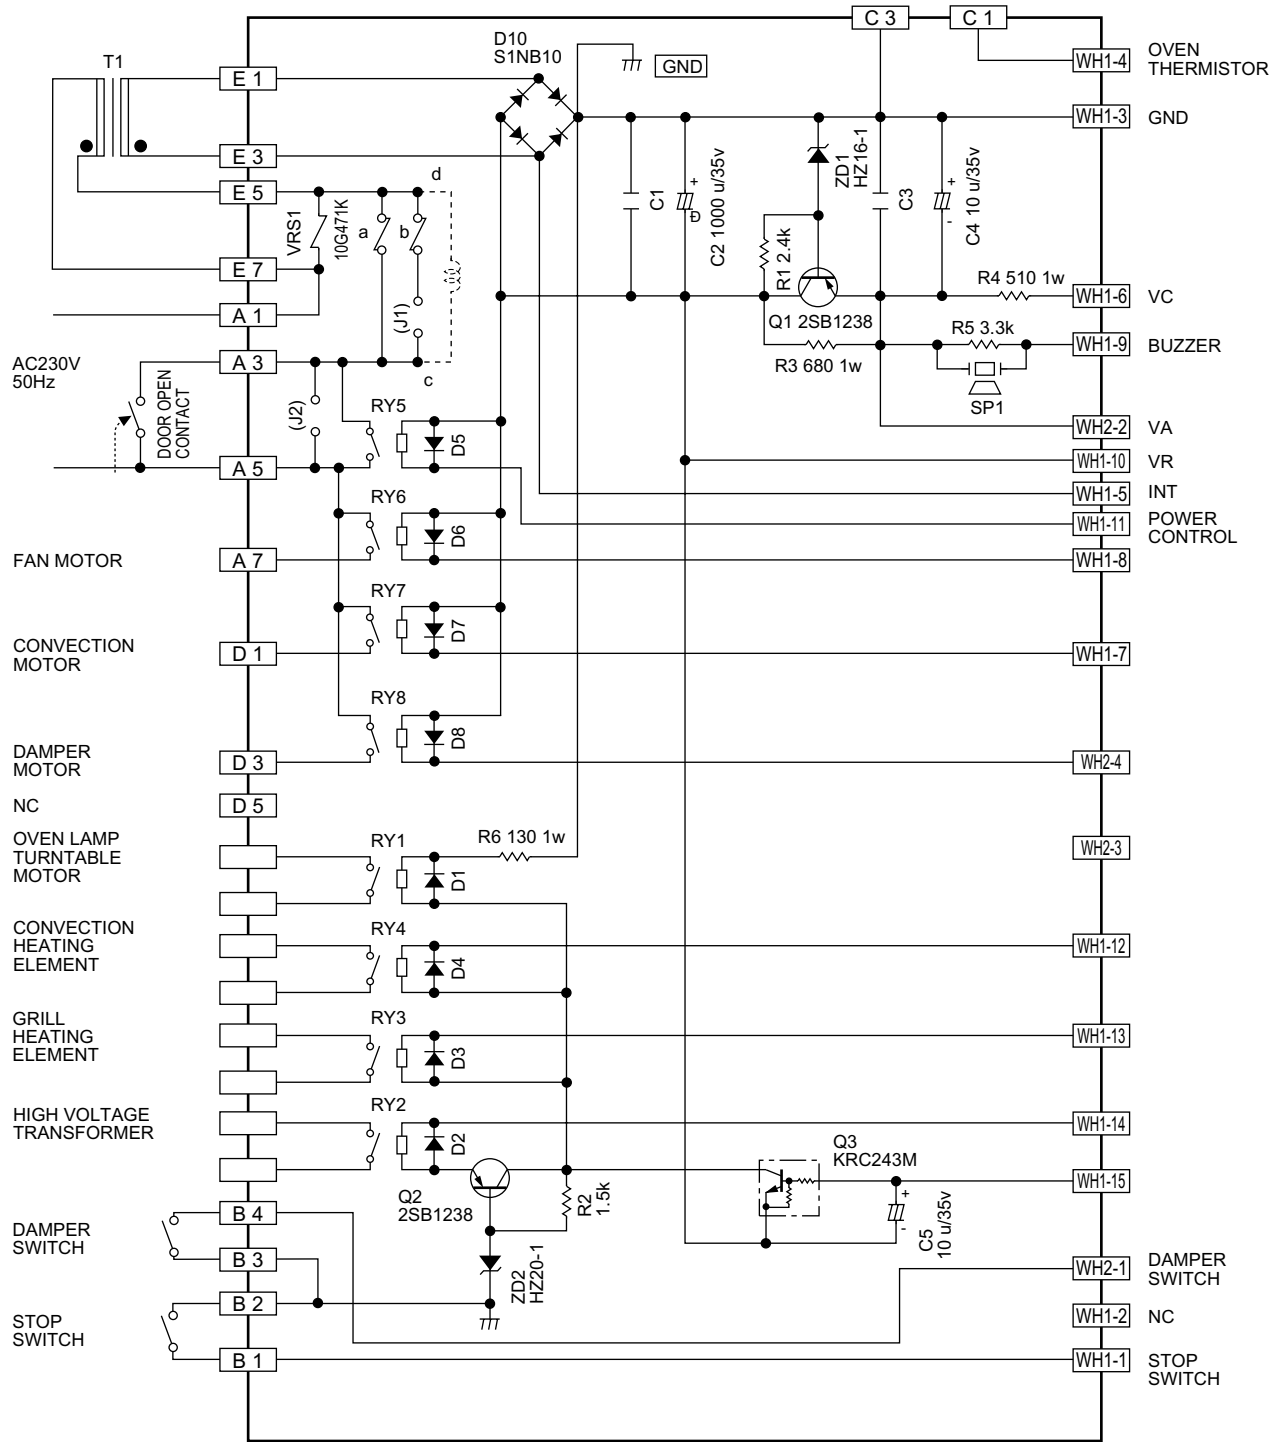 C 3
C 1
D10
S1NB10
GND
T1
E 1
E 3
E 5
E 7
A 1
A 3
A 5
A 7
D 1
D 3
D 5
B 4
B 3
B 2
B 1
VRS1
10G471K
a
b
d
c
(J1)
(J2)
AC230V
50Hz
DOOR OPEN
CONTACT
FAN MOTOR
CONVECTION
MOTOR
DAMPER
MOTOR
NC
OVEN LAMP
TURNTABLE
MOTOR
CONVECTION
HEATING
ELEMENT
GRILL
HEATING
ELEMENT
HIGH VOLTAGE
TRANSFORMER
DAMPER
SWITCH
STOP
SWITCH
RY5
D5
RY6
D6
RY7
D7
RY8
D8
RY1
D1
R6 130 1w
RY4
D4
RY3
D3
RY2
D2
Q2
2SB1238
R2
1.5k
ZD2
HZ20-1
C1
+
Ð
C2 1000 u/35v
R1 2.4k
ZD1
HZ16-1
C3
+
-
C4 10 u/35v
Q1 2SB1238
R3 680 1w
R4 510 1w
R5 3.3k
SP1
Q3
KRC243M
+
-
C5
10 u/35v
WH1-4
OVEN
THERMISTOR
WH1-3
GND
WH1-6
VC
WH1-9
BUZZER
WH2-2
VA
WH1-10
VR
WH1-5
INT
WH1-11
POWER
CONTROL
WH1-8
WH1-7
WH2-4
WH2-3
WH1-12
WH1-13
WH1-14
WH1-15
WH2-1
DAMPER
SWITCH
WH1-2
NC
WH1-1
STOP
SWITCH